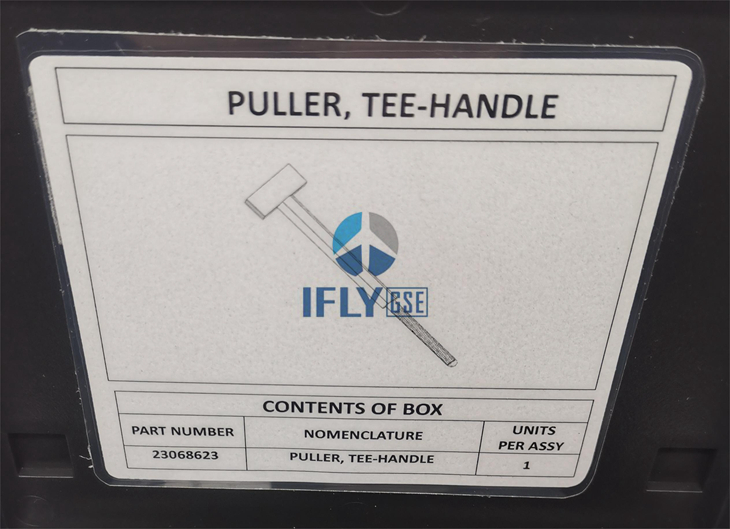 PULLER, TEE-HANDLE
IFLY GSE
CONTENTS OF BOX
PART NUMBER NOMENCLATURE UNITS PER ASSY
23068623 PULLER, TEE-HANDLE 1